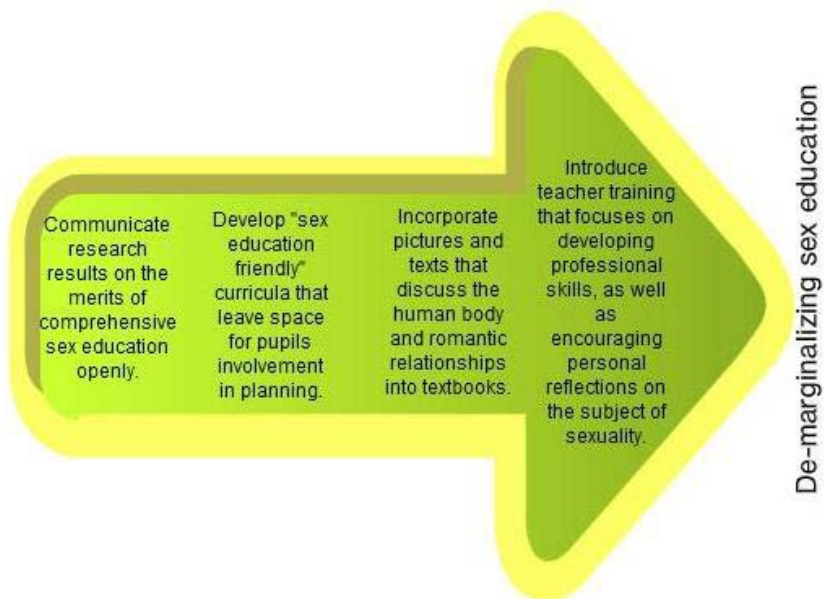 Communicate
research
results on the
merits of
comprehensive
sex education
openly.
Develop "sex
education
friendly"
curricula that
leave space
for pupils
involvement
in planning.
Incorporate
pictures and
texts that
discuss the
human body
and romantic
relationships
into textbooks.
Introduce
teacher training
that focuses on
developing
professional
skills, as well
as
encouraging
personal
reflections on
the subject of
sexuality.
De-marginalizing sex education